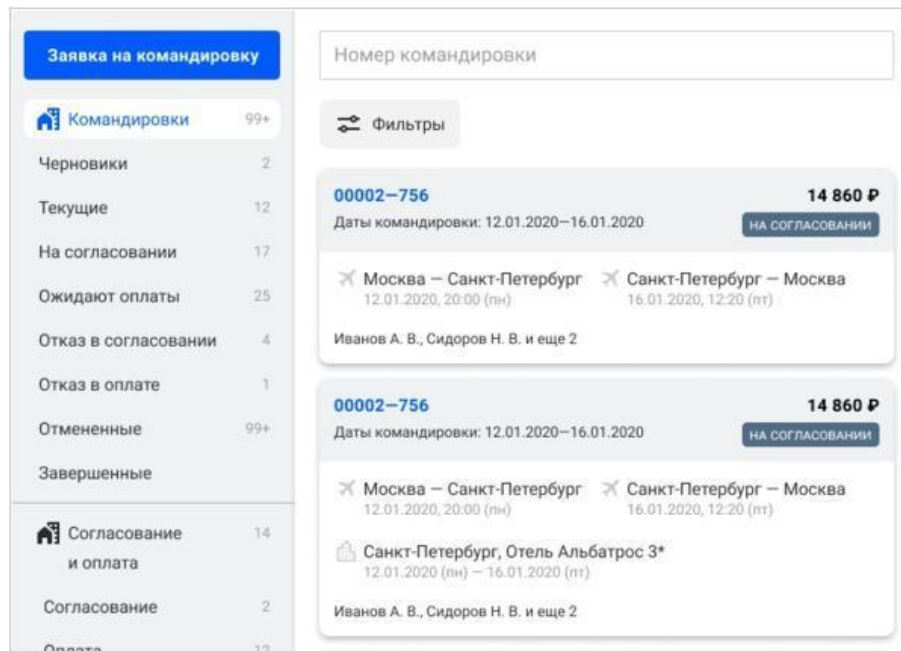 Заявка на командировку
Командировки 99+
Черновики 2
Текущие 12
На согласовании 17
Ожидают оплаты 25
Отказ в согласовании 4
Отказ в оплате 1
Отмененные 99+
Завершенные
Согласование 14
и оплата
Согласование 2
Оплата 12
Номер командировки
Фильтры
00002—756 14 860 ₽
Даты командировки: 12.01.2020—16.01.2020 НА СОГЛАСОВАНИИ
Москва — Санкт-Петербург Санкт-Петербург — Москва
12.01.2020, 20:00 (пн) 16.01.2020, 12:20 (пт)
Иванов А. В., Сидоров Н. В. и еще 2
00002—756 14 860 ₽
Даты командировки: 12.01.2020—16.01.2020 НА СОГЛАСОВАНИИ
Москва — Санкт-Петербург Санкт-Петербург — Москва
12.01.2020, 20:00 (пн) 16.01.2020, 12:20 (пт)
Санкт-Петербург, Отель Альбатрос 3*
12.01.2020 (пн) — 16.01.2020 (пт)
Иванов А. В., Сидоров Н. В. и еще 2